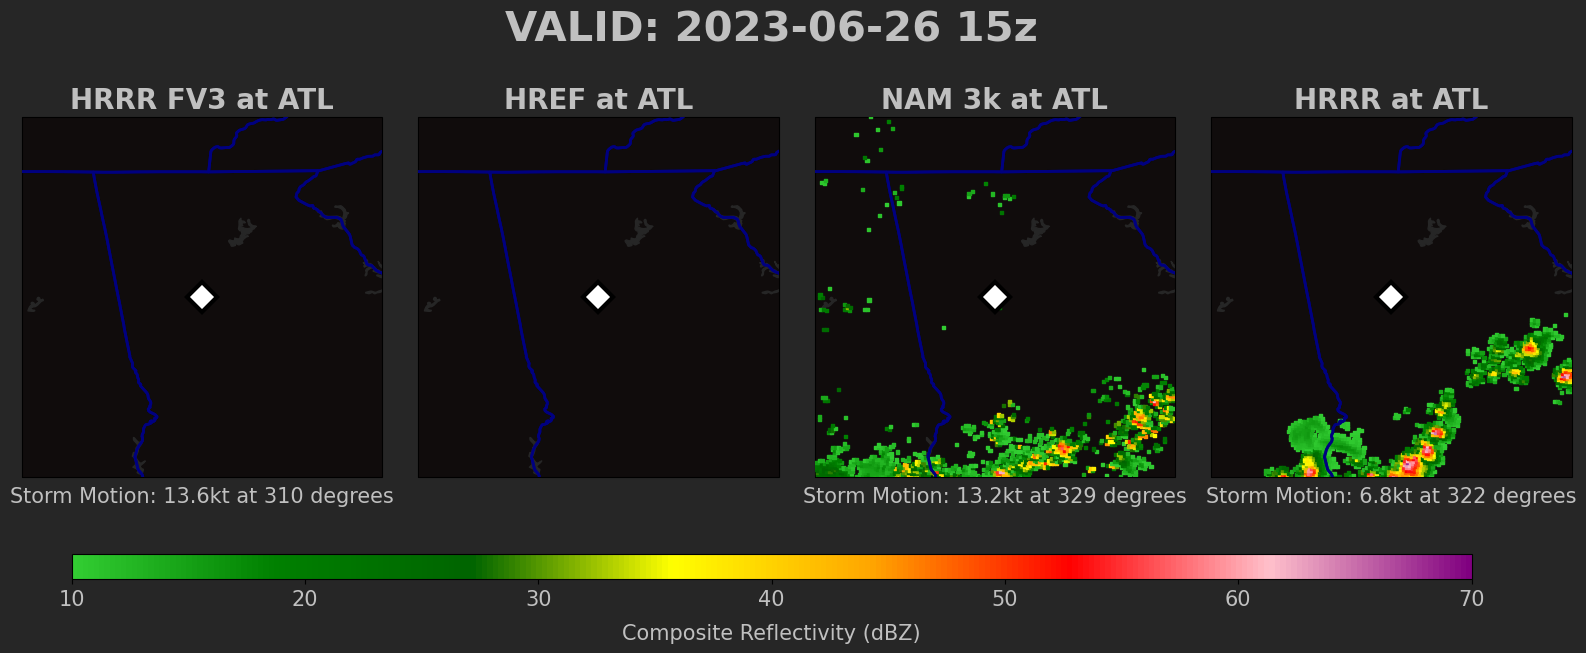 VALID: 2023-06-26 15z
HRRR FV3 at ATL
HREF at ATL
NAM 3k at ATL
HRRR at ATL
Storm Motion: 13.6kt at 310 degrees
Storm Motion: 13.2kt at 329 degrees
Storm Motion: 6.8kt at 322 degrees
10 20 30 40 50 60 70
Composite Reflectivity (dBZ)